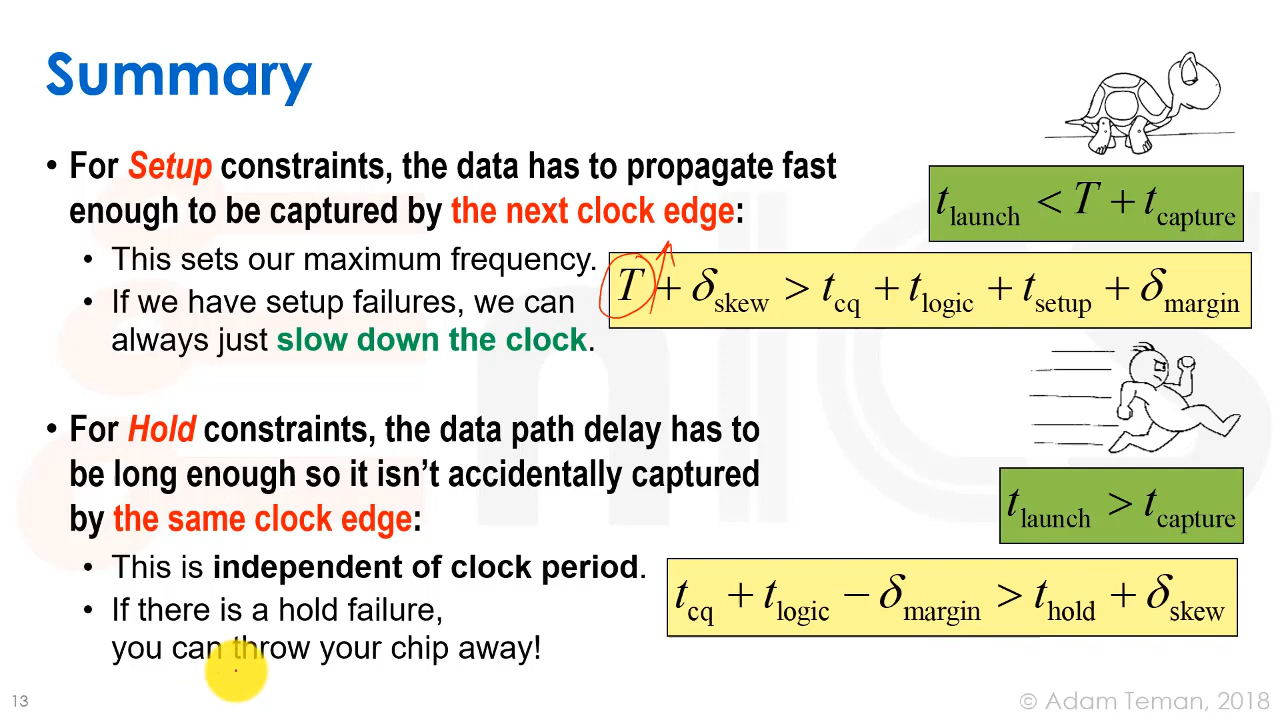 Summary
• For Setup constraints, the data has to propagate fast
enough to be captured by the next clock edge:
• This sets our maximum frequency.
• If we have setup failures, we can
always just slow down the clock.
t_launch < T + t_capture
T + δ_skew > t_cq + t_logic + t_setup + δ_margin
• For Hold constraints, the data path delay has to
be long enough so it isn’t accidentally captured
by the same clock edge:
• This is independent of clock period.
• If there is a hold failure,
you can throw your chip away!
t_launch > t_capture
t_cq + t_logic − δ_margin > t_hold + δ_skew
13
© Adam Teman, 2018